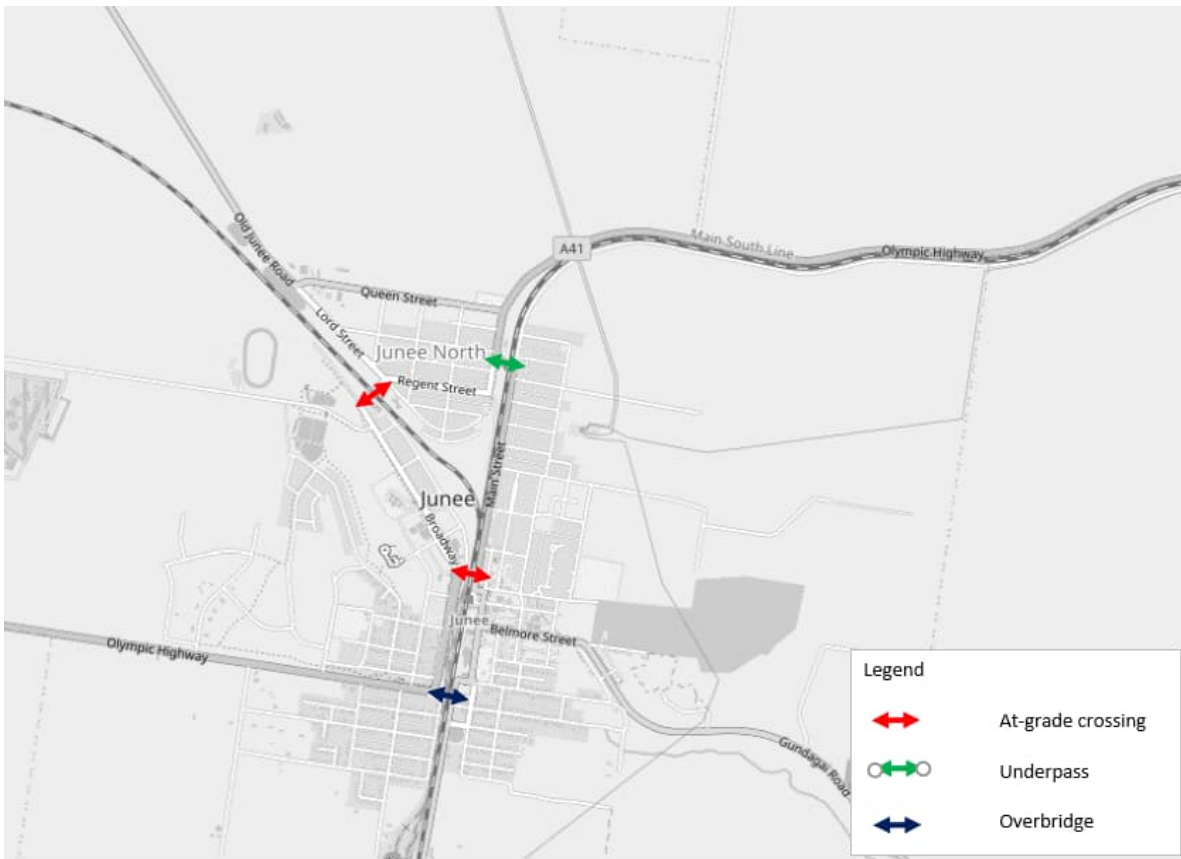 Old Junee Road
A41
Main South Line
Olympic Highway
Queen Street
Lord Street
Junee North
Regent Street
Main Street
Junee
Broadway
Junee
Belmore Street
Olympic Highway
Gundagai Road
Legend
At-grade crossing
Underpass
Overbridge